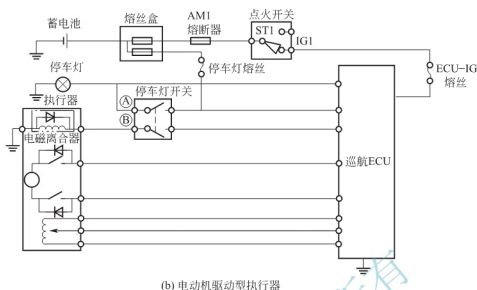 蓄电池
熔丝盒
AM1
熔断器
点火开关
ST1
IG1
停车灯熔丝
ECU-IG
熔丝
停车灯
停车灯开关
A
B
执行器
电磁离合器
巡航ECU
(b) 电动机驱动型执行器
所有